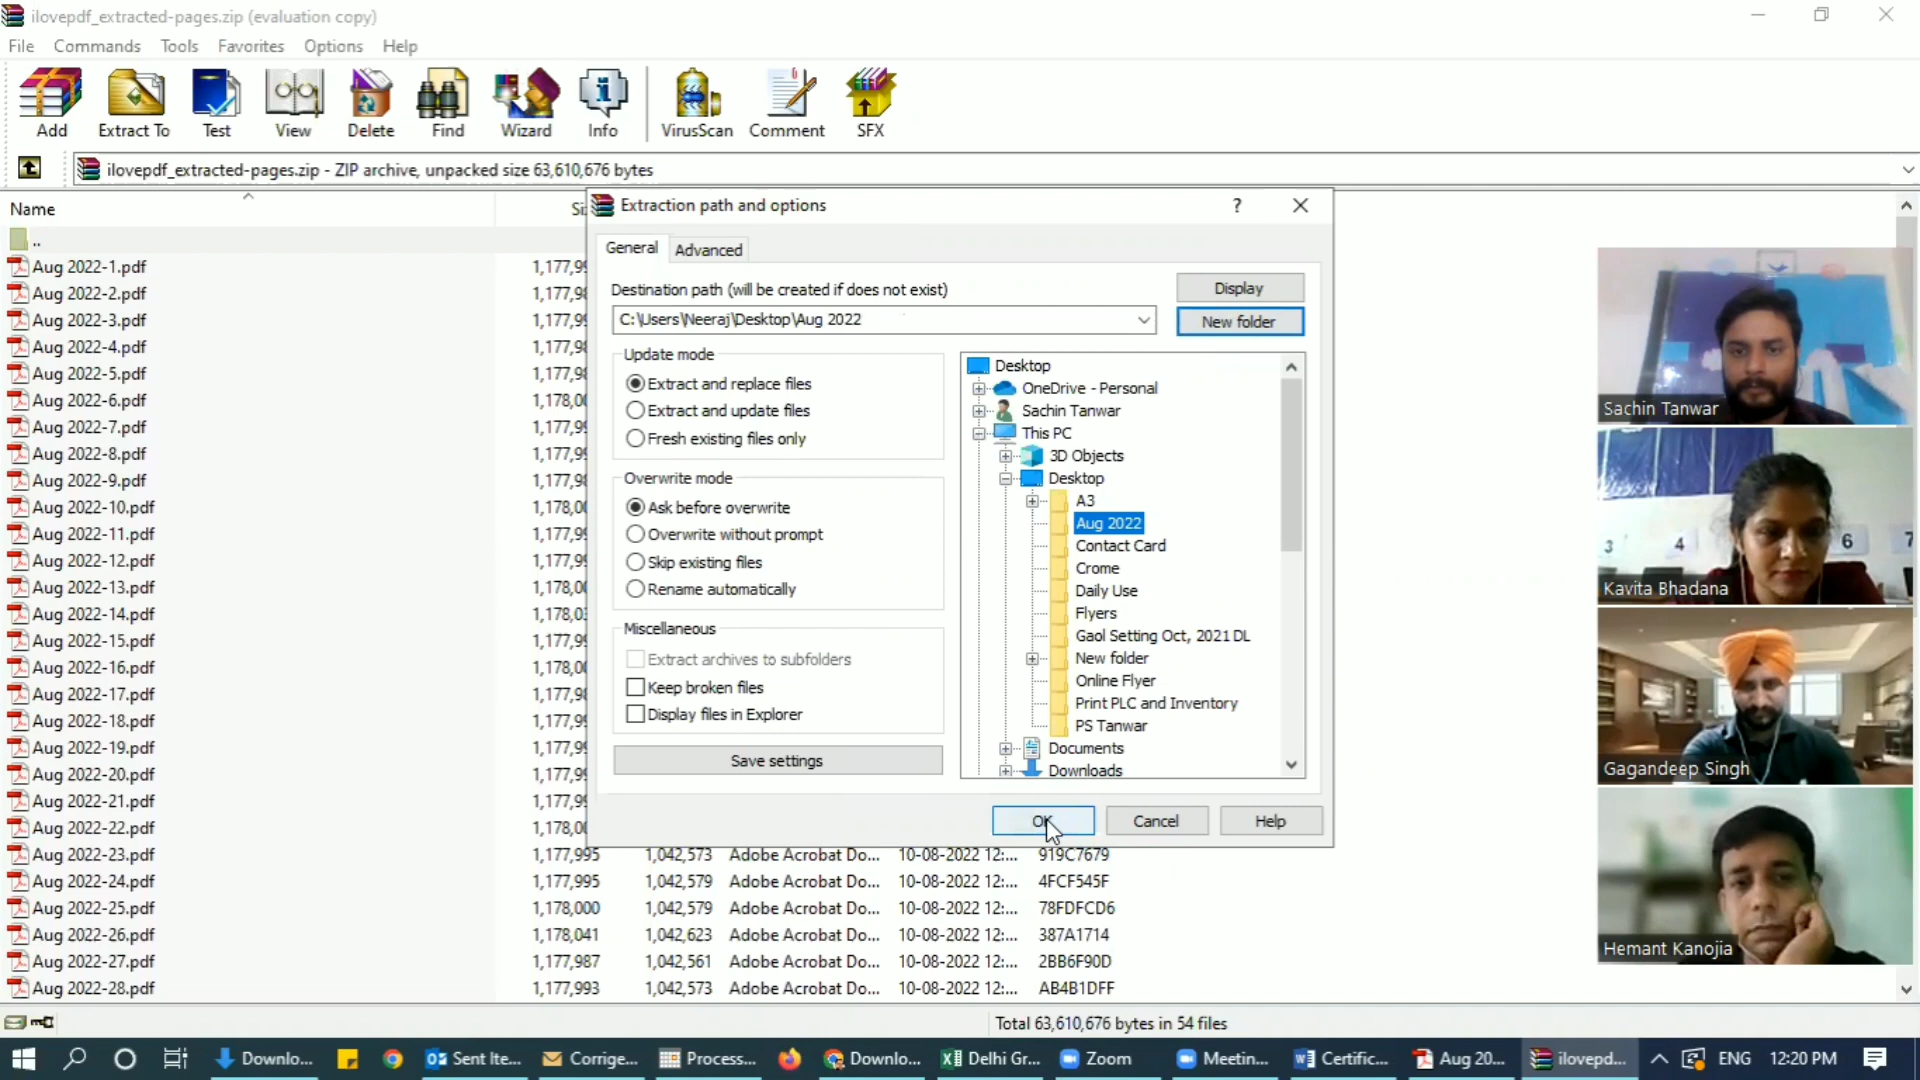 ilovepdf_extracted-pages.zip (evaluation copy)
File Commands Tools Favorites Options Help
Add Extract To Test View Delete Find Wizard Info VirusScan Comment SFX
ilovepdf_extracted-pages.zip - ZIP archive, unpacked size 63,610,676 bytes
Name
..
Aug 2022-1.pdf
Aug 2022-2.pdf
Aug 2022-3.pdf
Aug 2022-4.pdf
Aug 2022-5.pdf
Aug 2022-6.pdf
Aug 2022-7.pdf
Aug 2022-8.pdf
Aug 2022-9.pdf
Aug 2022-10.pdf
Aug 2022-11.pdf
Aug 2022-12.pdf
Aug 2022-13.pdf
Aug 2022-14.pdf
Aug 2022-15.pdf
Aug 2022-16.pdf
Aug 2022-17.pdf
Aug 2022-18.pdf
Aug 2022-19.pdf
Aug 2022-20.pdf
Aug 2022-21.pdf
Aug 2022-22.pdf
Aug 2022-23.pdf 1,177,995 1,042,573 Adobe Acrobat Do... 10-08-2022 12:... 919C7679
Aug 2022-24.pdf 1,177,995 1,042,579 Adobe Acrobat Do... 10-08-2022 12:... 4FCF545F
Aug 2022-25.pdf 1,178,000 1,042,579 Adobe Acrobat Do... 10-08-2022 12:... 78FDFCD6
Aug 2022-26.pdf 1,178,041 1,042,623 Adobe Acrobat Do... 10-08-2022 12:... 387A1714
Aug 2022-27.pdf 1,177,987 1,042,561 Adobe Acrobat Do... 10-08-2022 12:... 2BB6F90D
Aug 2022-28.pdf 1,177,993 1,042,573 Adobe Acrobat Do... 10-08-2022 12:... AB4B1DFF
Extraction path and options ?
General Advanced
Destination path (will be created if does not exist)
Display
C:\Users\Neeraj\Desktop\Aug 2022
New folder
Update mode
Extract and replace files
Extract and update files
Fresh existing files only
Overwrite mode
Ask before overwrite
Overwrite without prompt
Skip existing files
Rename automatically
Miscellaneous
Extract archives to subfolders
Keep broken files
Display files in Explorer
Save settings
Desktop
OneDrive - Personal
Sachin Tanwar
This PC
3D Objects
Desktop
A3
Aug 2022
Contact Card
Crome
Daily Use
Flyers
Gaol Setting Oct, 2021 DL
New folder
Online Flyer
Print PLC and Inventory
PS Tanwar
Documents
Downloads
OK Cancel Help
Sachin Tanwar
3 4 6 7
Kavita Bhadana
Gagandeep Singh
Hemant Kanojia
Total 63,610,676 bytes in 54 files
Downlo... Sent Ite... Corrige... Process... Downlo... Delhi Gr... Zoom Meetin... Certific... Aug 20... ilovepd... ENG 12:20 PM